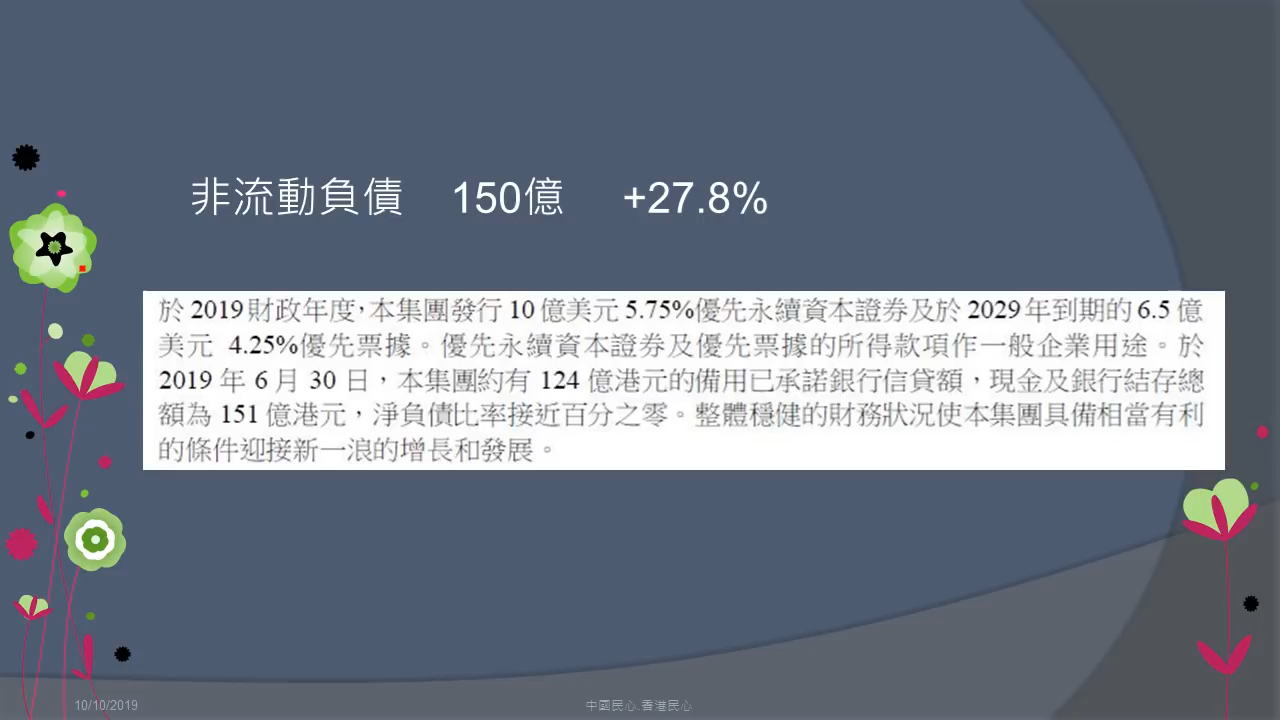 非流動負債 150億 +27.8%
於 2019 財政年度，本集團發行 10 億美元 5.75%優先永續資本證券及於 2029 年到期的 6.5 億
美元 4.25%優先票據。優先永續資本證券及優先票據的所得款項作一般企業用途。於
2019 年 6 月 30 日，本集團約有 124 億港元的備用已承諾銀行信貸額，現金及銀行結存總
額為 151 億港元，淨負債比率接近百分之零。整體穩健的財務狀況使本集團具備相當有利
的條件迎接新一浪的增長和發展。
10/10/2019 中國民心.香港民心